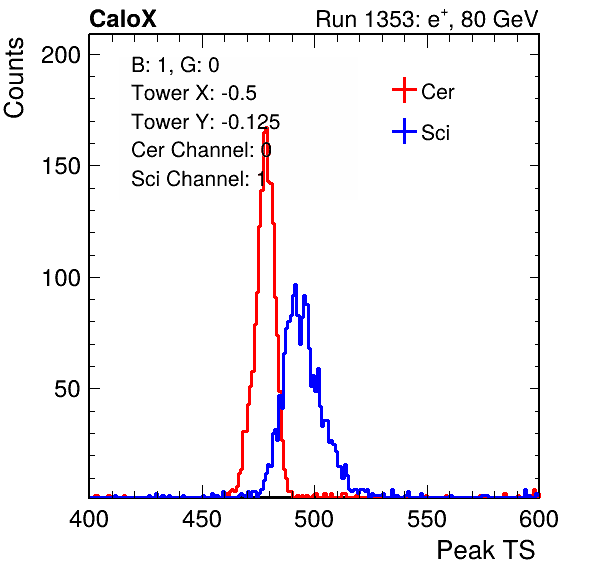 CaloX Run 1353: e⁺, 80 GeV
Counts
200
150
100
50
B: 1, G: 0
Tower X: -0.5
Tower Y: -0.125
Cer Channel: 0
Sci Channel: 1
Cer
Sci
400 450 500 550 600
Peak TS